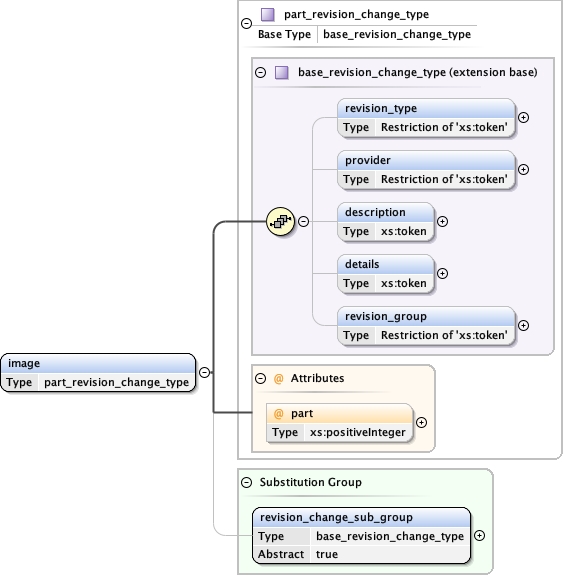 part_revision_change_type
Base Type base_revision_change_type
base_revision_change_type (extension base)
revision_type
Type Restriction of 'xs:token'
provider
Type Restriction of 'xs:token'
description
Type xs:token
details
Type xs:token
revision_group
Type Restriction of 'xs:token'
image
Type part_revision_change_type
@ Attributes
@ part
Type xs:positiveInteger
Substitution Group
revision_change_sub_group
Type base_revision_change_type
Abstract true